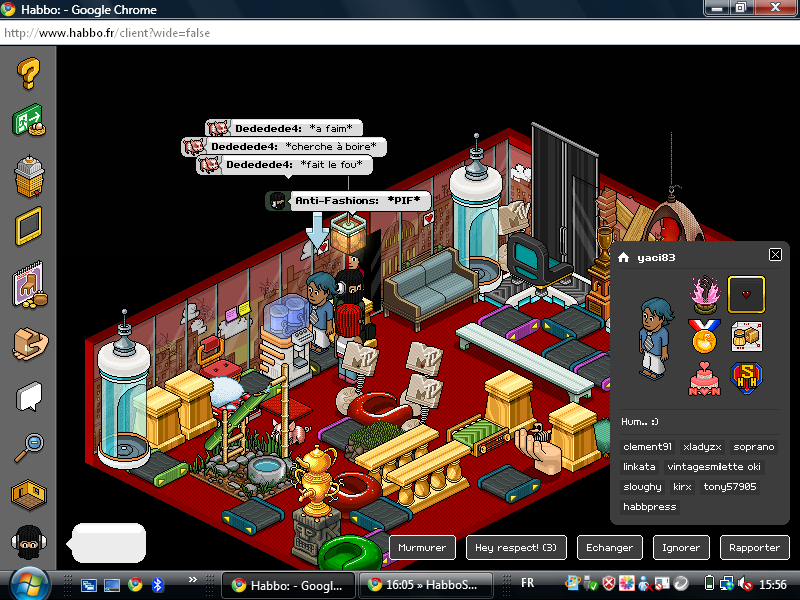 Habbo: - Google Chrome
http://www.habbo.fr/client?wide=false
Dededede4: *a faim*
Dededede4: *cherche à boire*
Dededede4: *fait le fou*
Anti-Fashions: *PIF*
yaci83
Hum.. :)
clement91 xladyzx soprano
linkata vintagesmilette oki
sloughy kirx tony57905
habbpress
Murmurer Hey respect! (3) Echanger Ignorer Rapporter
Habbo: - Googl... 16:05 » HabboS... FR 15:56